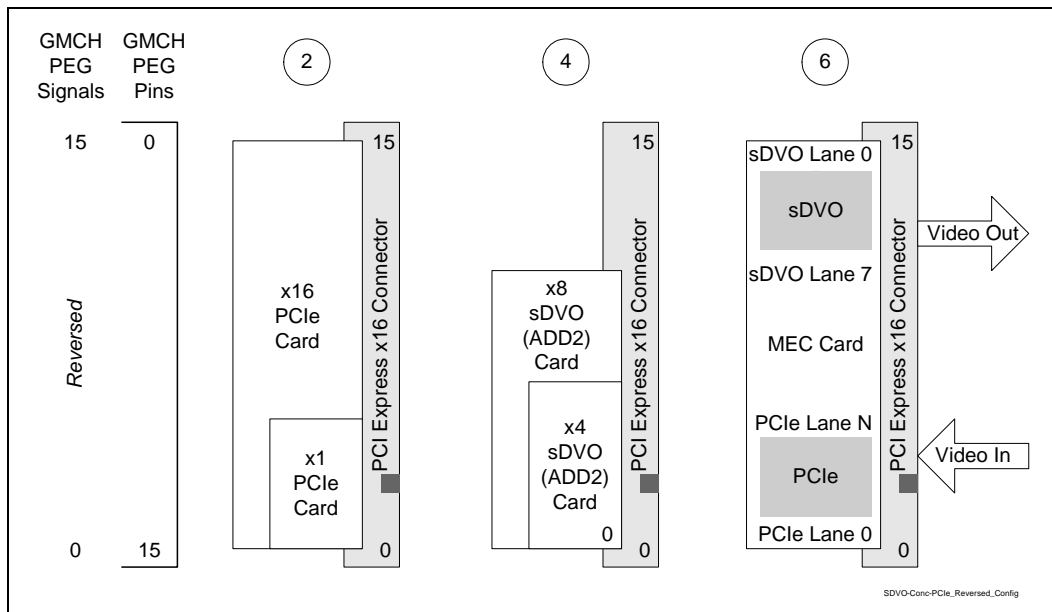 GMCH
PEG
Signals
GMCH
PEG
Pins
2
4
6
15
0
Reversed
0
15
15
x16
PCIe
Card
x1
PCIe
Card
PCI Express x16 Connector
0
15
x8
sDVO
(ADD2)
Card
x4
sDVO
(ADD2)
Card
0
PCI Express x16 Connector
0
sDVO Lane 0
15
sDVO
sDVO Lane 7
MEC Card
PCIe Lane N
PCIe
PCIe Lane 0
PCI Express x16 Connector
0
Video Out
Video In
SDVO-Conc-PCIe_Reversed_Config